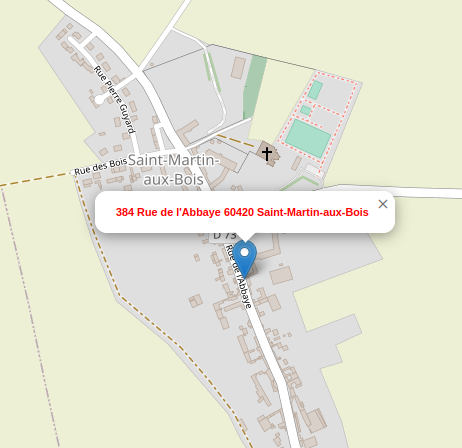 Rue Pierre Guyard
Saint-Martin-
aux-Bois
Rue des Bois
×
384 Rue de l'Abbaye 60420 Saint-Martin-aux-Bois
D 73
Rue de l'Abbaye